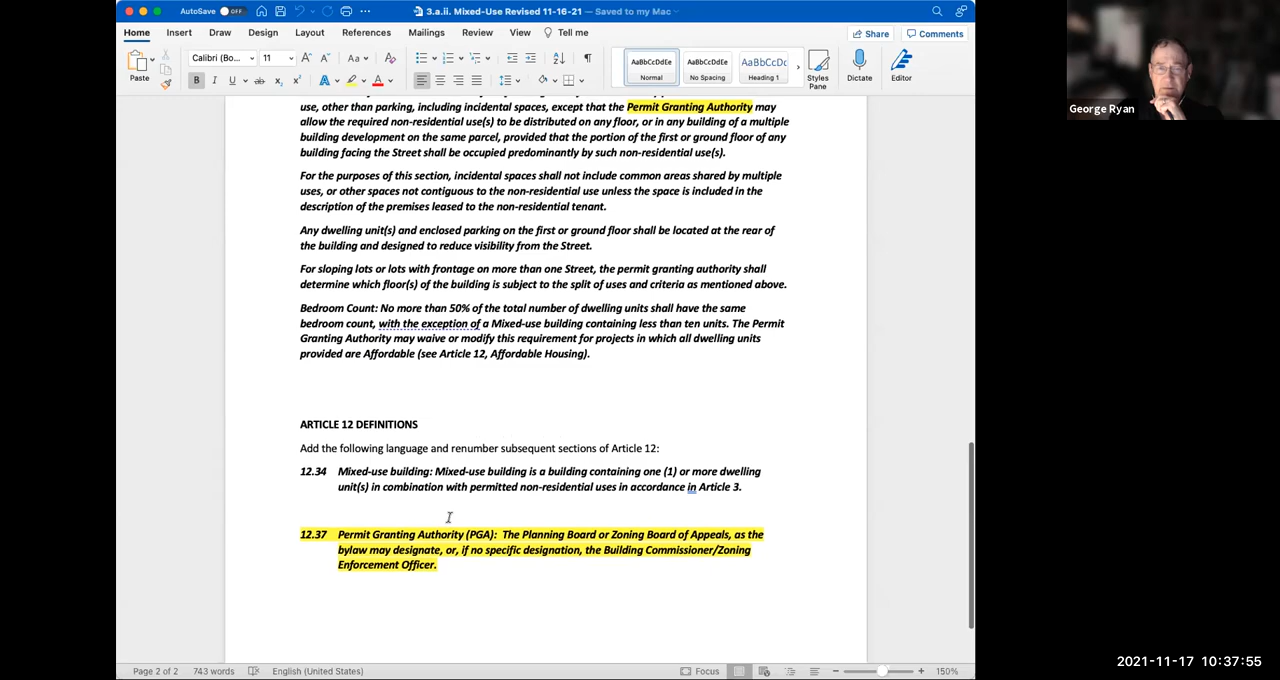 AutoSave OFF 3.a.ii. Mixed-Use Revised 11-16-21 — Saved to my Mac
Home Insert Draw Design Layout References Mailings Review View Tell me Share Comments
Paste Calibri (Bo... 11 AaBbCcDdEe AaBbCcDdEe AaBbCcDc
Normal No Spacing Heading 1 Styles Pane Dictate Editor
use, other than parking, including incidental spaces, except that the Permit Granting Authority may
allow the required non-residential use(s) to be distributed on any floor, or in any building of a multiple
building development on the same parcel, provided that the portion of the first or ground floor of any
building facing the Street shall be occupied predominantly by such non-residential use(s).
For the purposes of this section, incidental spaces shall not include common areas shared by multiple
uses, or other spaces not contiguous to the non-residential use unless the space is included in the
description of the premises leased to the non-residential tenant.
Any dwelling unit(s) and enclosed parking on the first or ground floor shall be located at the rear of
the building and designed to reduce visibility from the Street.
For sloping lots or lots with frontage on more than one Street, the permit granting authority shall
determine which floor(s) of the building is subject to the split of uses and criteria as mentioned above.
Bedroom Count: No more than 50% of the total number of dwelling units shall have the same
bedroom count, with the exception of a Mixed-use building containing less than ten units. The Permit
Granting Authority may waive or modify this requirement for projects in which all dwelling units
provided are Affordable (see Article 12, Affordable Housing).
ARTICLE 12 DEFINITIONS
Add the following language and renumber subsequent sections of Article 12:
12.34 Mixed-use building: Mixed-use building is a building containing one (1) or more dwelling
unit(s) in combination with permitted non-residential uses in accordance in Article 3.
12.37 Permit Granting Authority (PGA): The Planning Board or Zoning Board of Appeals, as the
bylaw may designate, or, if no specific designation, the Building Commissioner/Zoning
Enforcement Officer.
Page 2 of 2 743 words English (United States) Focus 150%
George Ryan
2021-11-17 10:37:55